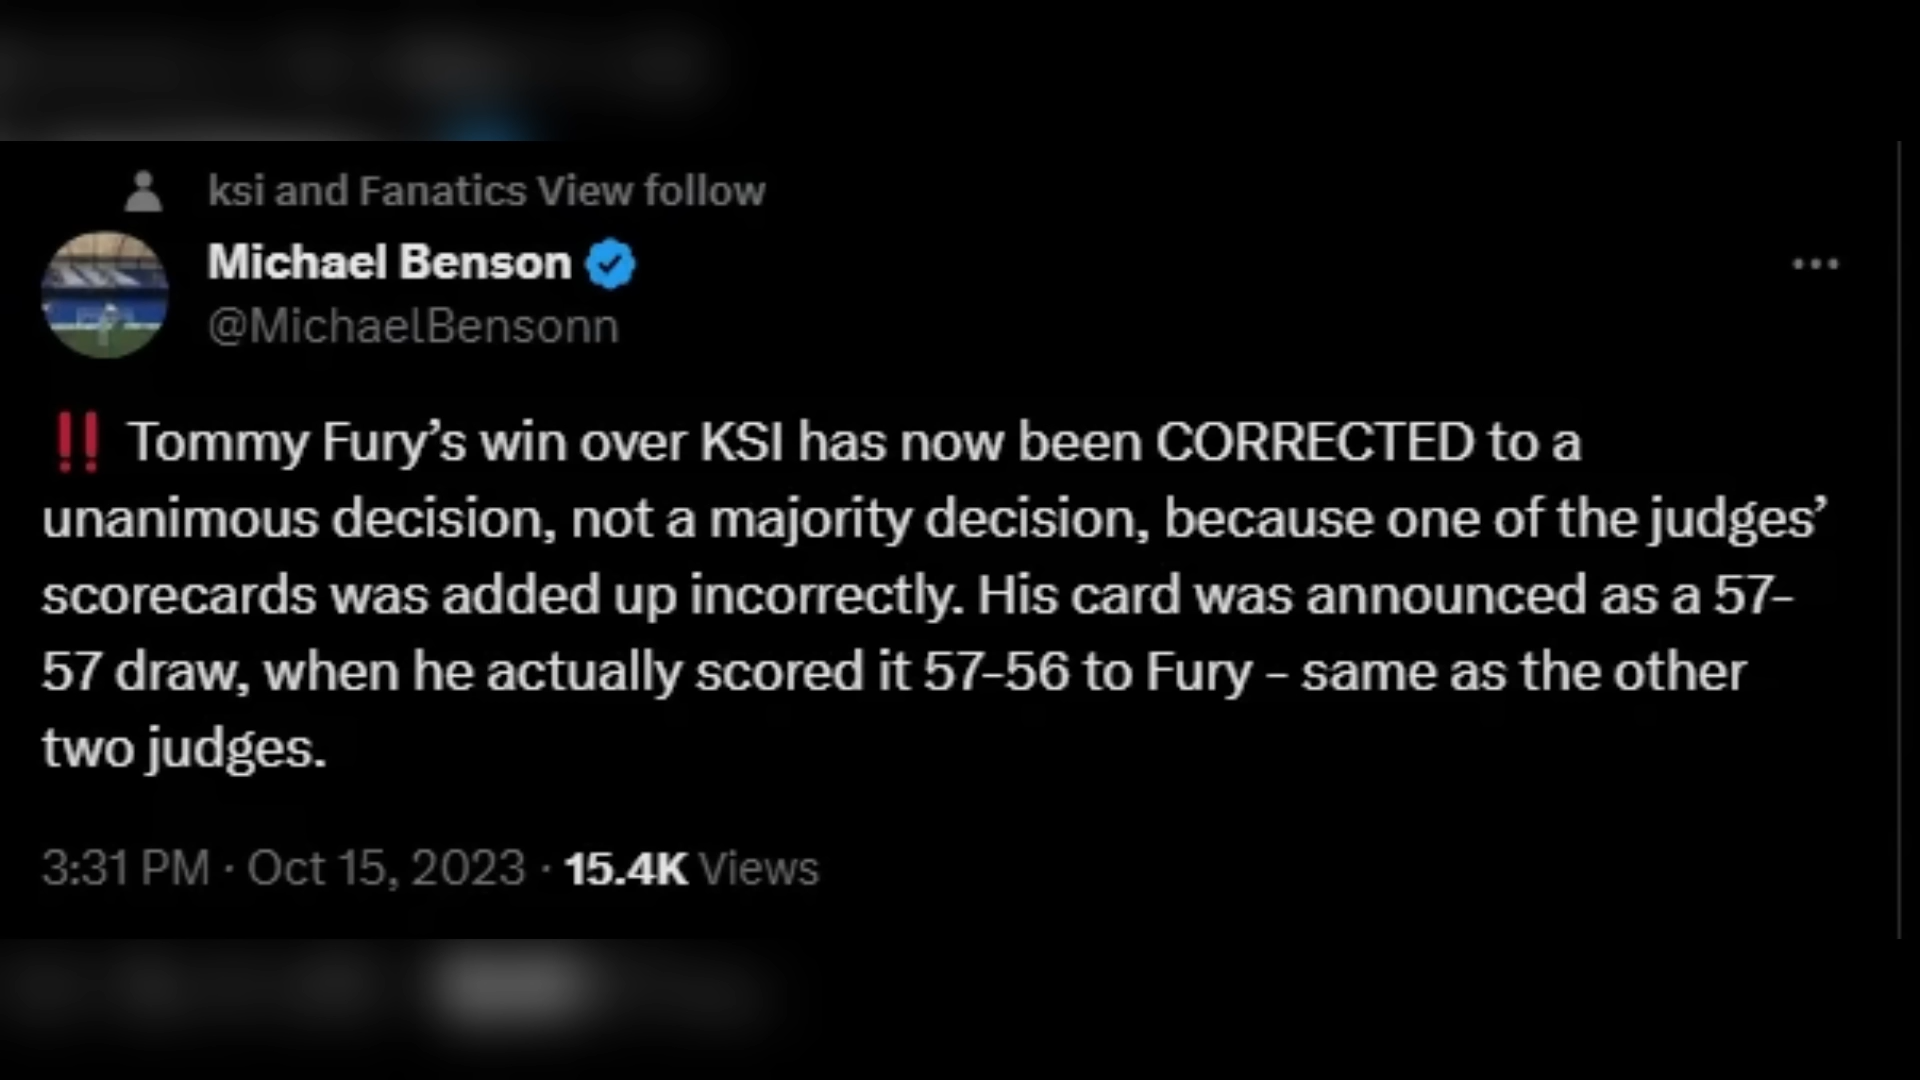 ksi and Fanatics View follow
Michael Benson
@MichaelBensonn
‼ Tommy Fury’s win over KSI has now been CORRECTED to a
unanimous decision, not a majority decision, because one of the judges’
scorecards was added up incorrectly. His card was announced as a 57-
57 draw, when he actually scored it 57-56 to Fury – same as the other
two judges.
3:31 PM · Oct 15, 2023 · 15.4K Views